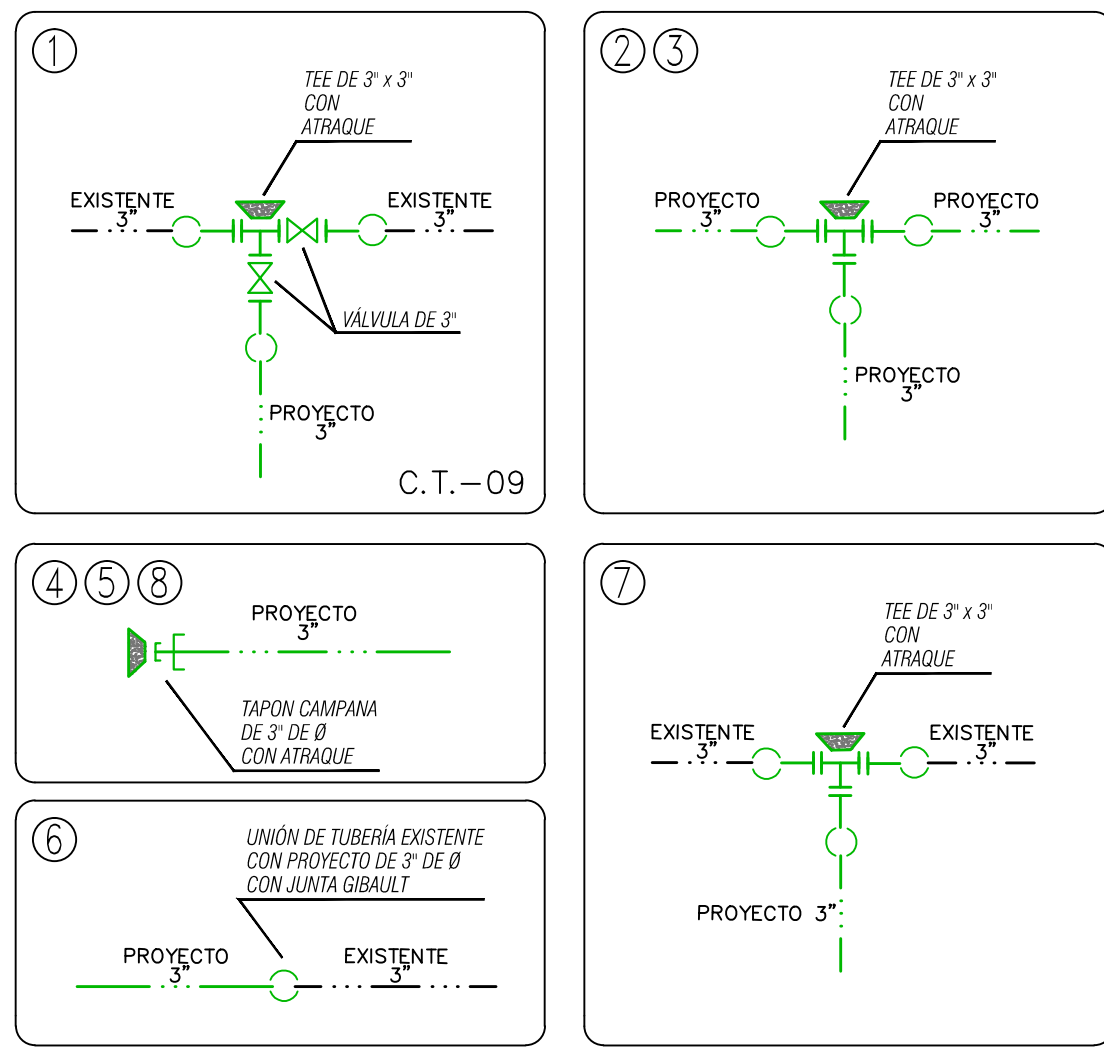 1
TEE DE 3" x 3"
CON
ATRAQUE
EXISTENTE
3"
EXISTENTE
3"
VÁLVULA DE 3"
PROYECTO
3"
C.T.-09
2 3
TEE DE 3" x 3"
CON
ATRAQUE
PROYECTO
3"
PROYECTO
3"
PROYECTO
3"
4 5 8
PROYECTO
3"
TAPON CAMPANA
DE 3" DE Ø
CON ATRAQUE
6
UNIÓN DE TUBERÍA EXISTENTE
CON PROYECTO DE 3" DE Ø
CON JUNTA GIBAULT
PROYECTO
3"
EXISTENTE
3"
7
TEE DE 3" x 3"
CON
ATRAQUE
EXISTENTE
3"
EXISTENTE
3"
PROYECTO 3"